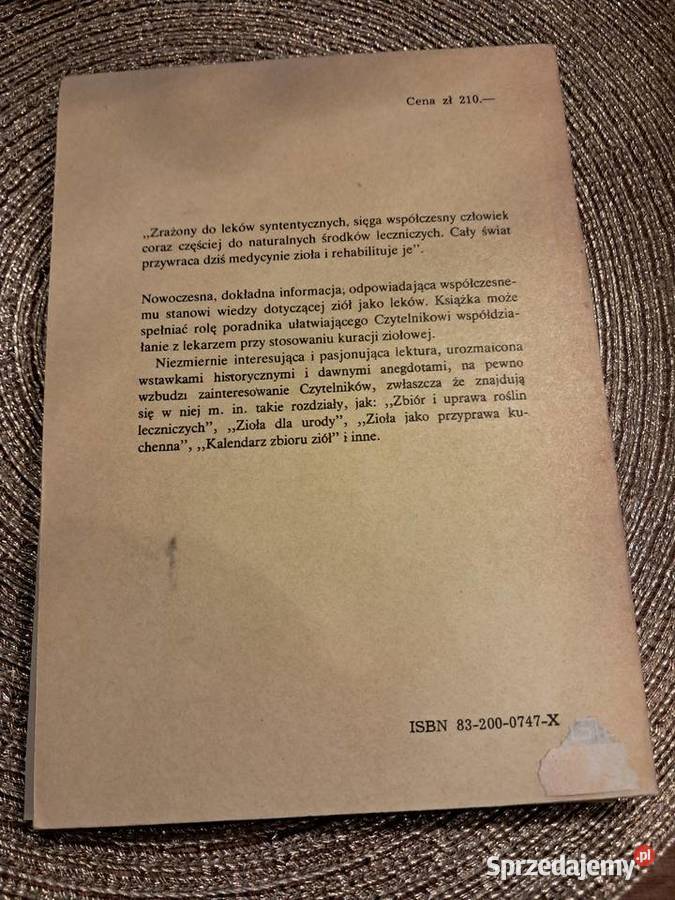 Cena zł 210.—
„Zrażony do leków syntentycznych, sięga współczesny człowiek
coraz częściej do naturalnych środków leczniczych. Cały świat
przywraca dziś medycynie zioła i rehabilituje je”.
Nowoczesna, dokładna informacja, odpowiadająca współczesne-
mu stanowi wiedzy dotyczącej ziół jako leków. Książka może
spełniać rolę poradnika ułatwiającego Czytelnikowi współdzia-
łanie z lekarzem przy stosowaniu kuracji ziołowej.
Niezmiernie interesująca i pasjonująca lektura, urozmaicona
wstawkami historycznymi i dawnymi anegdotami, na pewno
wzbudzi zainteresowanie Czytelników, zwłaszcza że znajdują
się w niej m. in. takie rozdziały, jak: „Zbiór i uprawa roślin
leczniczych”, „Zioła dla urody”, „Zioła jako przyprawa ku-
chenna”, „Kalendarz zbioru ziół” i inne.
ISBN 83-200-0747-X
Sprzedajemy.pl